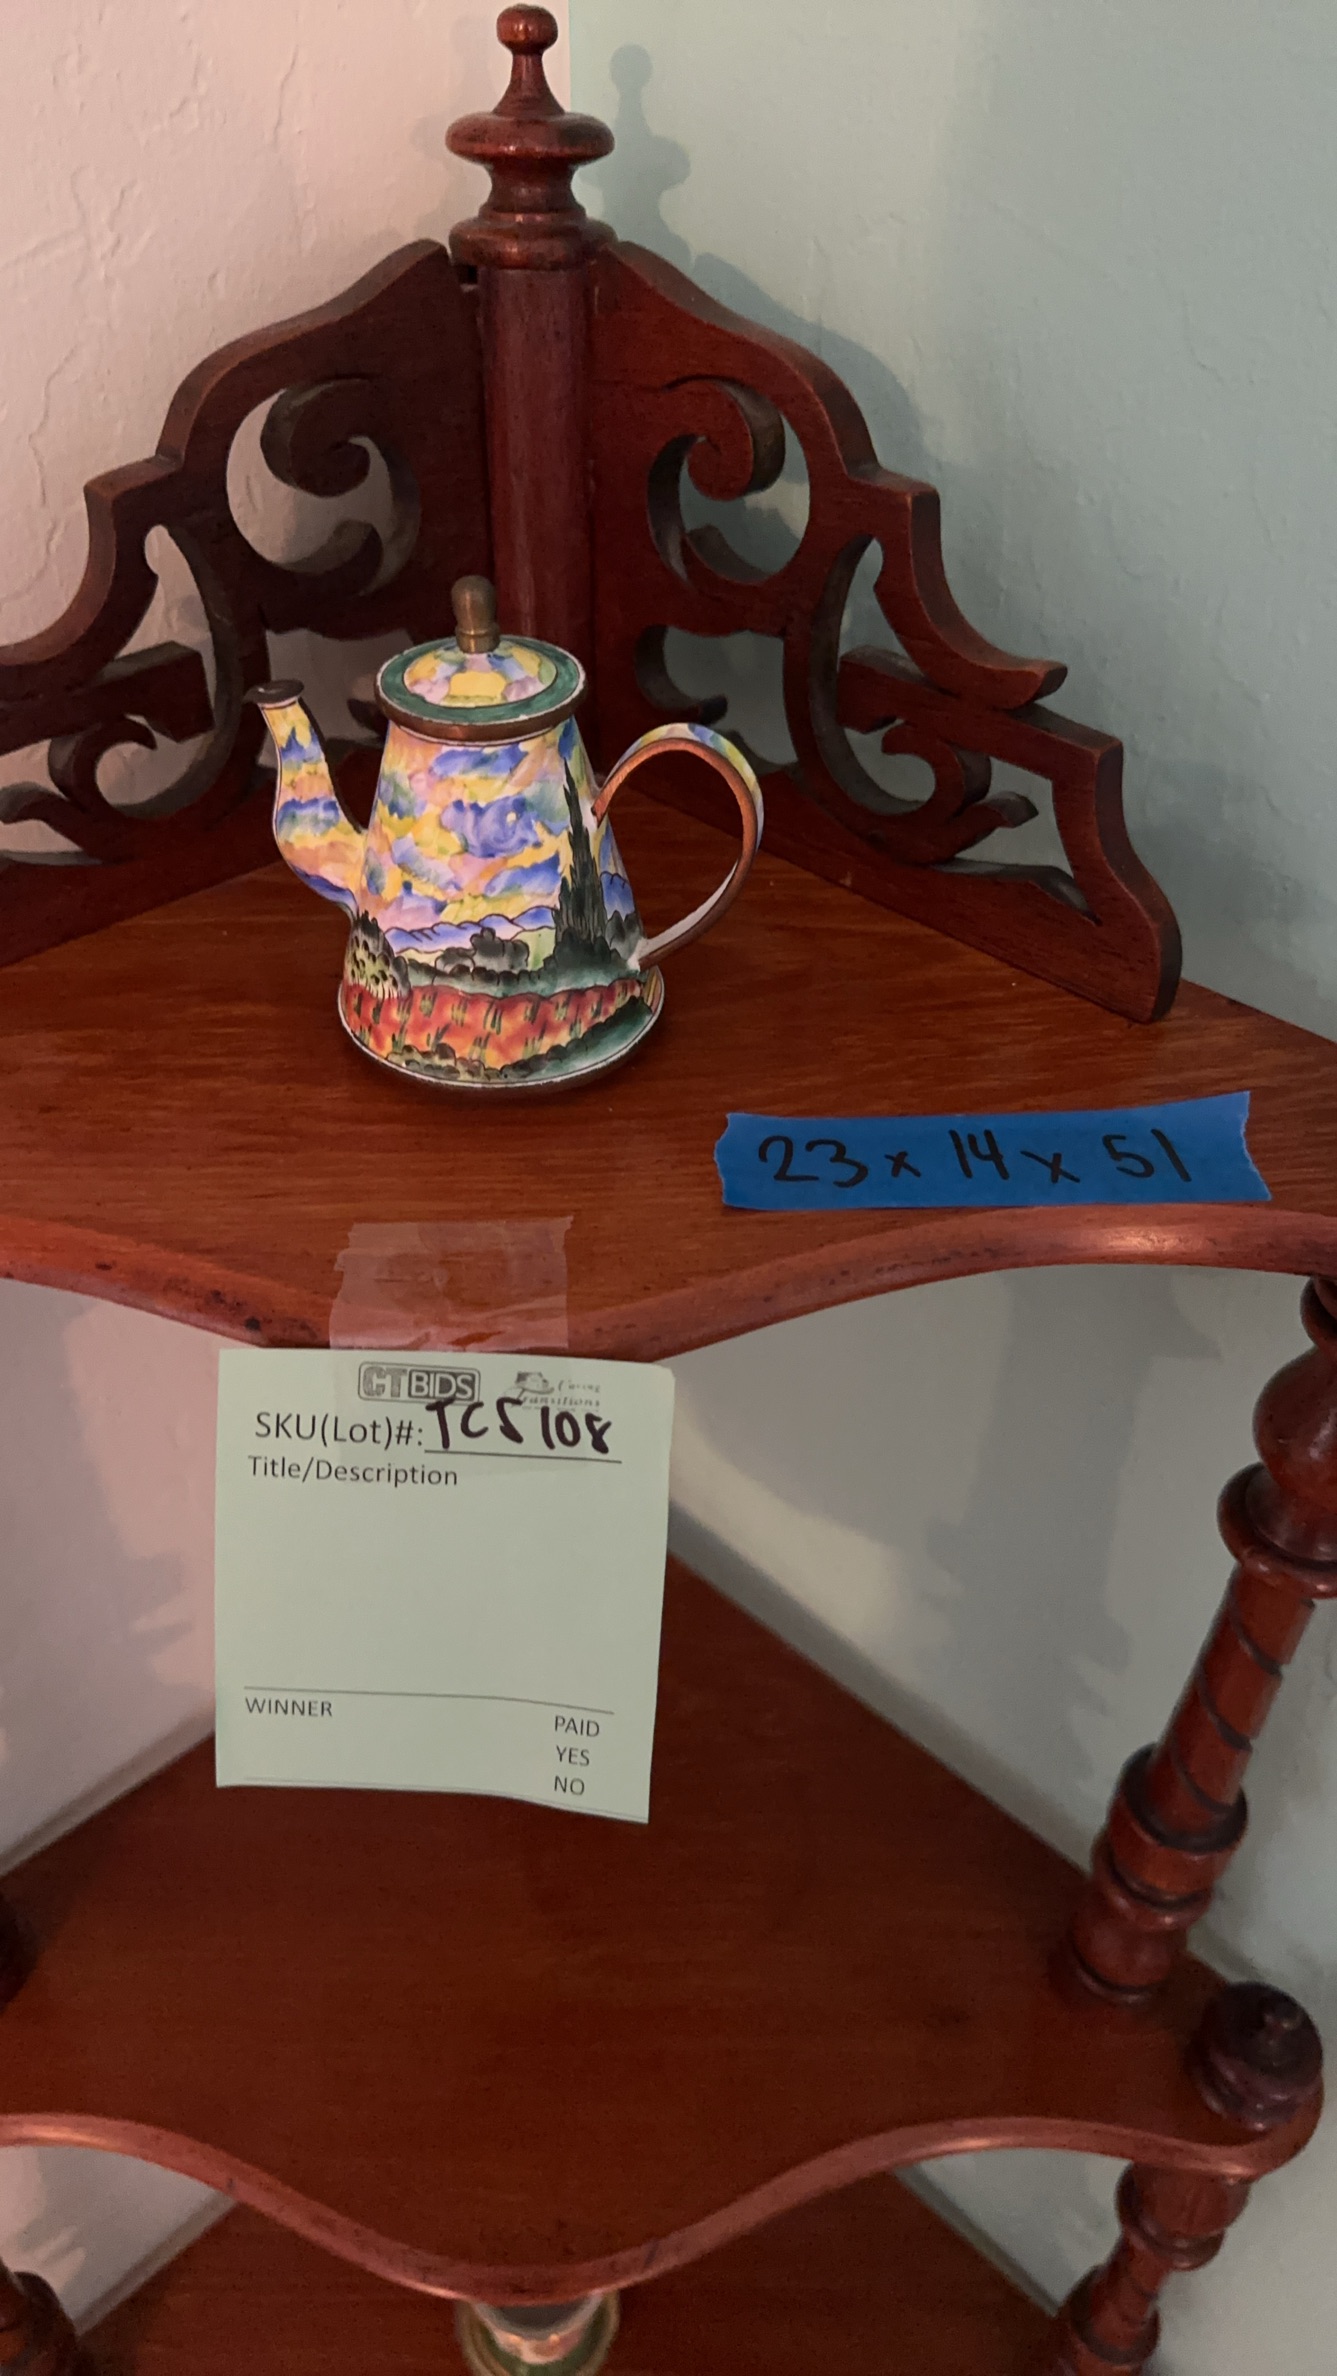 23 x 14 x 51
CTBIDS
Caring
Transitions
SKU(Lot)#: TCS108
Title/Description
WINNER
PAID
YES
NO